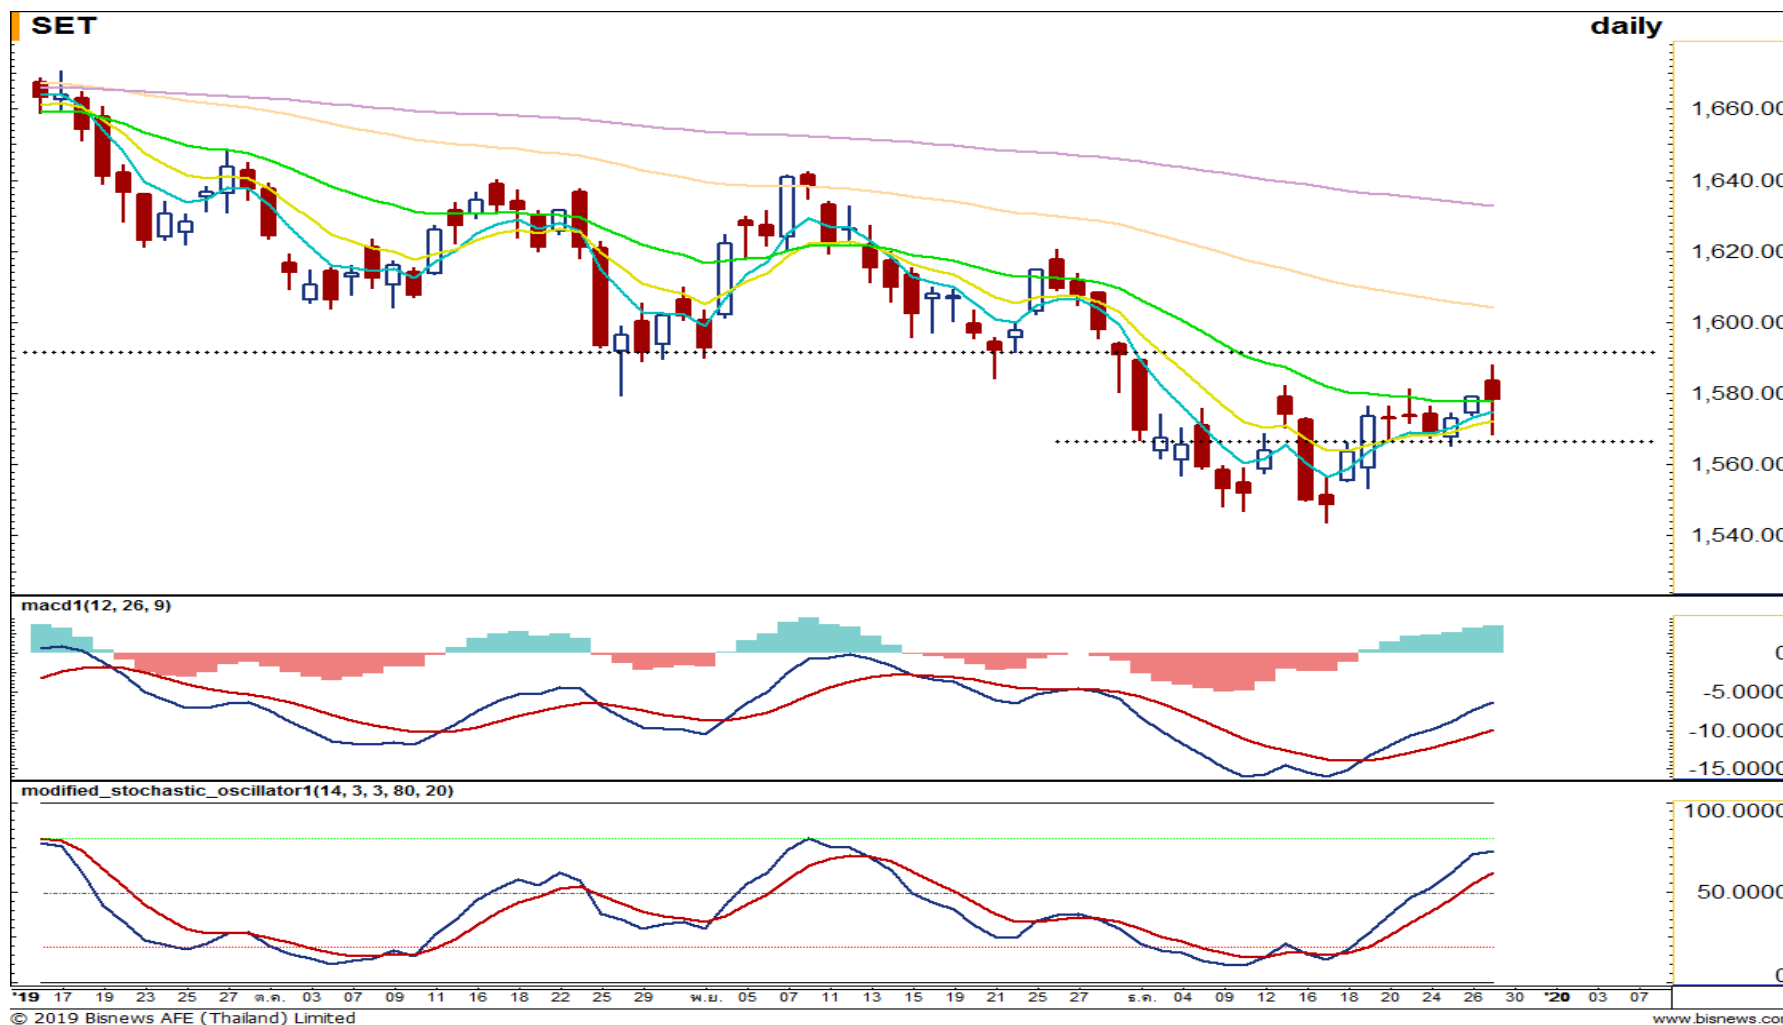 SET daily
1,660.00
1,640.00
1,620.00
1,600.00
1,580.00
1,560.00
1,540.00
macd1(12, 26, 9)
0
-5.0000
-10.0000
-15.0000
modified_stochastic_oscillator1(14, 3, 3, 80, 20)
100.0000
50.0000
0
'19 17 19 23 25 27 ต.ค. 03 07 09 11 16 18 22 25 29 พ.ย. 05 07 11 13 15 19 21 25 27 ธ.ค. 04 09 12 16 18 20 24 26 30 '20 03 07
© 2019 Bisnews AFE (Thailand) Limited www.bisnews.com